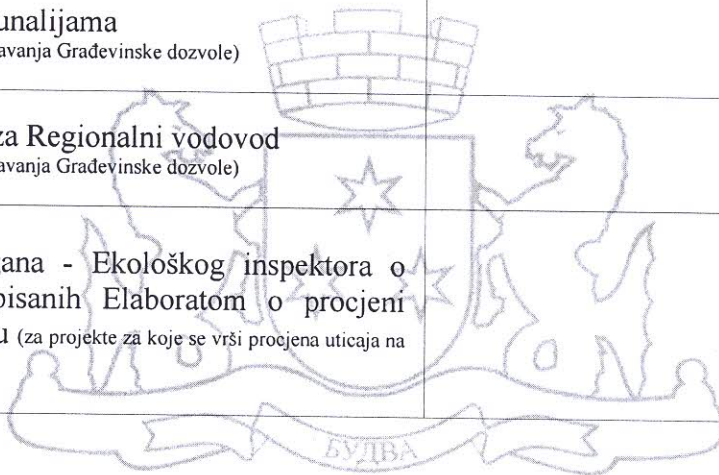 unalijama
avanja Građevinske dozvole)
za Regionalni vodovod
avanja Građevinske dozvole)
gana - Ekološkog inspektora o
pisanih Elaboratom o procjeni
u (za projekte za koje se vrši procjena uticaja na
БУДВА